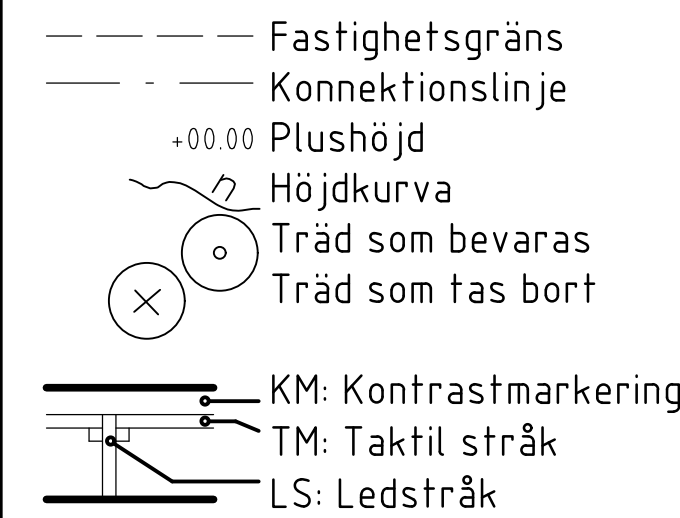 Fastighetsgräns
Konnektionslinje
+00.00 Plushöjd
n Höjdkurva
Träd som bevaras
Träd som tas bort
KM: Kontrastmarkering
TM: Taktil stråk
LS: Ledstråk